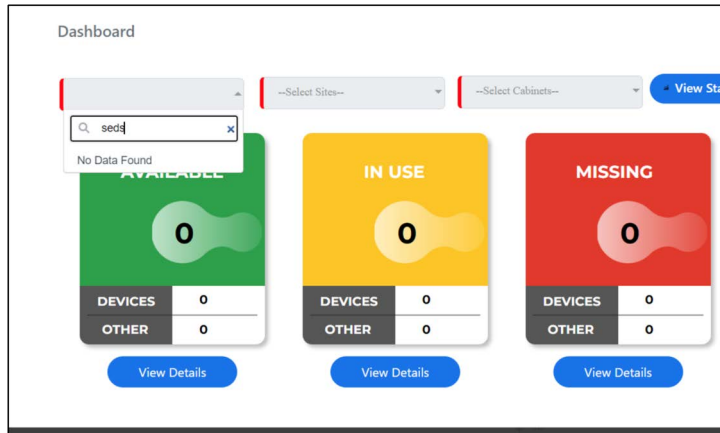 Dashboard
--Select Sites--
--Select Cabinets--
View Sta
seds
No Data Found
AVAILABLE
IN USE
MISSING
0
0
0
DEVICES 0
OTHER 0
DEVICES 0
OTHER 0
DEVICES 0
OTHER 0
View Details
View Details
View Details